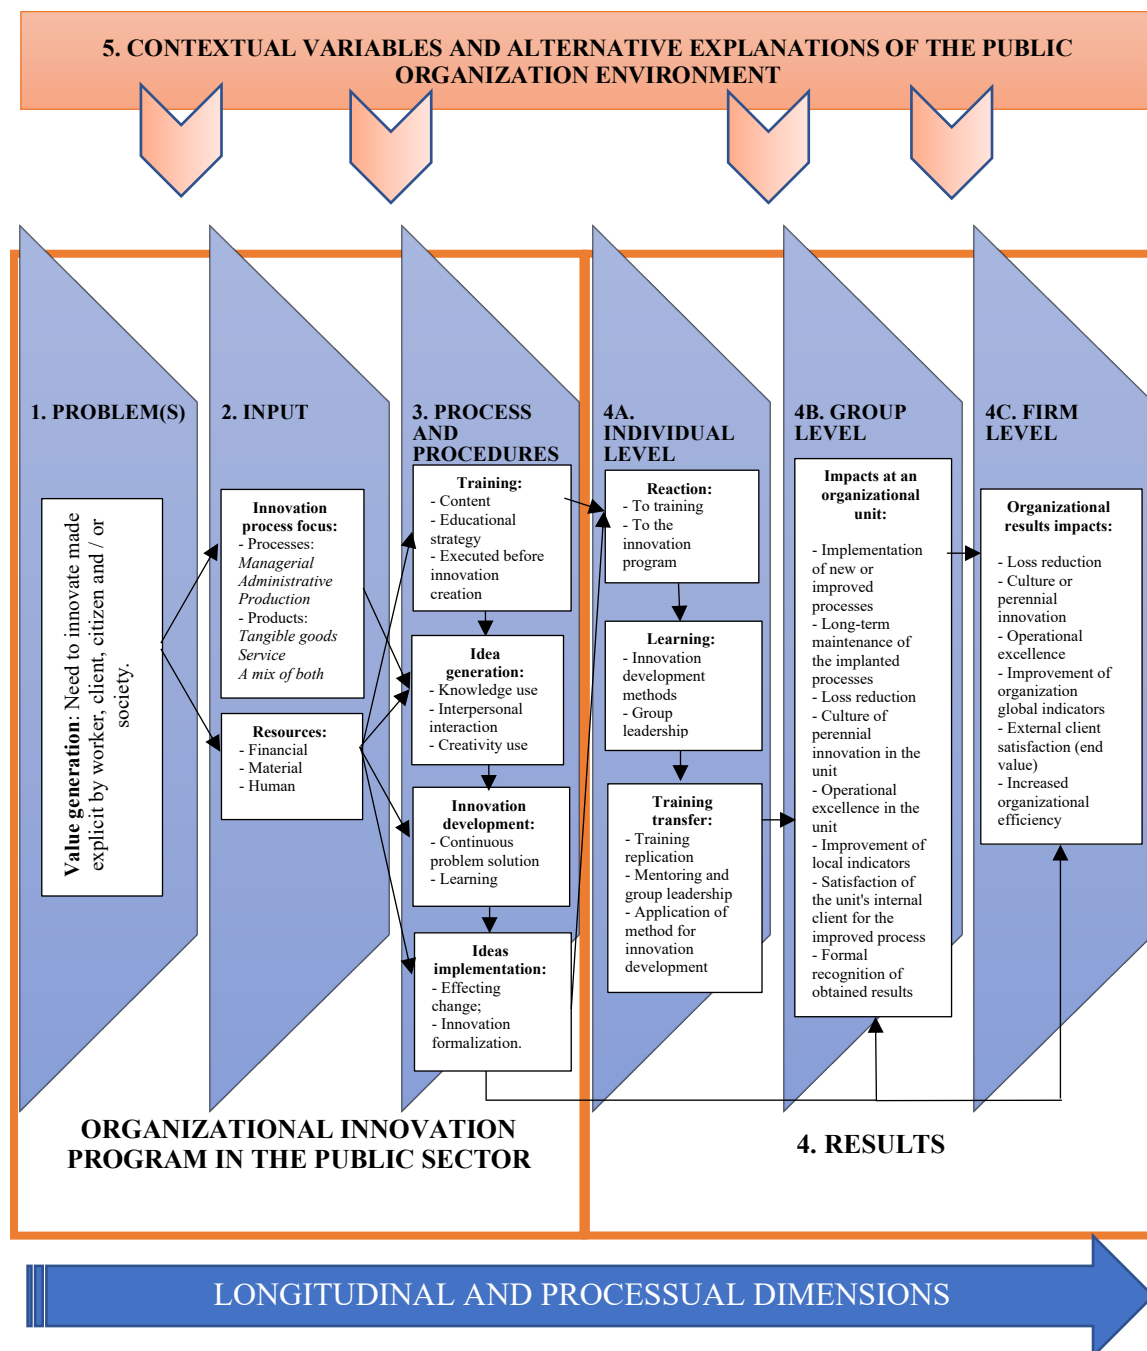 5. CONTEXTUAL VARIABLES AND ALTERNATIVE EXPLANATIONS OF THE PUBLIC
ORGANIZATION ENVIRONMENT
1. PROBLEM(S)
Value generation: Need to innovate made
explicit by worker, client, citizen and / or
society.
2. INPUT
Innovation
process focus:
- Processes:
Managerial
Administrative
Production
- Products:
Tangible goods
Service
A mix of both
Resources:
- Financial
- Material
- Human
3. PROCESS
AND
PROCEDURES
Training:
- Content
- Educational
strategy
- Executed before
innovation
creation
Idea
generation:
- Knowledge use
- Interpersonal
interaction
- Creativity use
Innovation
development:
- Continuous
problem solution
- Learning
Ideas
implementation:
- Effecting
change;
- Innovation
formalization.
4A.
INDIVIDUAL
LEVEL
Reaction:
- To training
- To the
innovation
program
Learning:
- Innovation
development
methods
- Group
leadership
Training
transfer:
- Training
replication
- Mentoring and
group leadership
- Application of
method for
innovation
development
4B. GROUP
LEVEL
Impacts at an
organizational
unit:
- Implementation
of new or
improved
processes
- Long-term
maintenance of
the implanted
processes
- Loss reduction
- Culture of
perennial
innovation in the
unit
- Operational
excellence in the
unit
- Improvement of
local indicators
- Satisfaction of
the unit's internal
client for the
improved process
- Formal
recognition of
obtained results
4C. FIRM
LEVEL
Organizational
results impacts:
- Loss reduction
- Culture or
perennial
innovation
- Operational
excellence
- Improvement of
organization
global indicators
- External client
satisfaction (end
value)
- Increased
organizational
efficiency
ORGANIZATIONAL INNOVATION
PROGRAM IN THE PUBLIC SECTOR
4. RESULTS
LONGITUDINAL AND PROCESSUAL DIMENSIONS